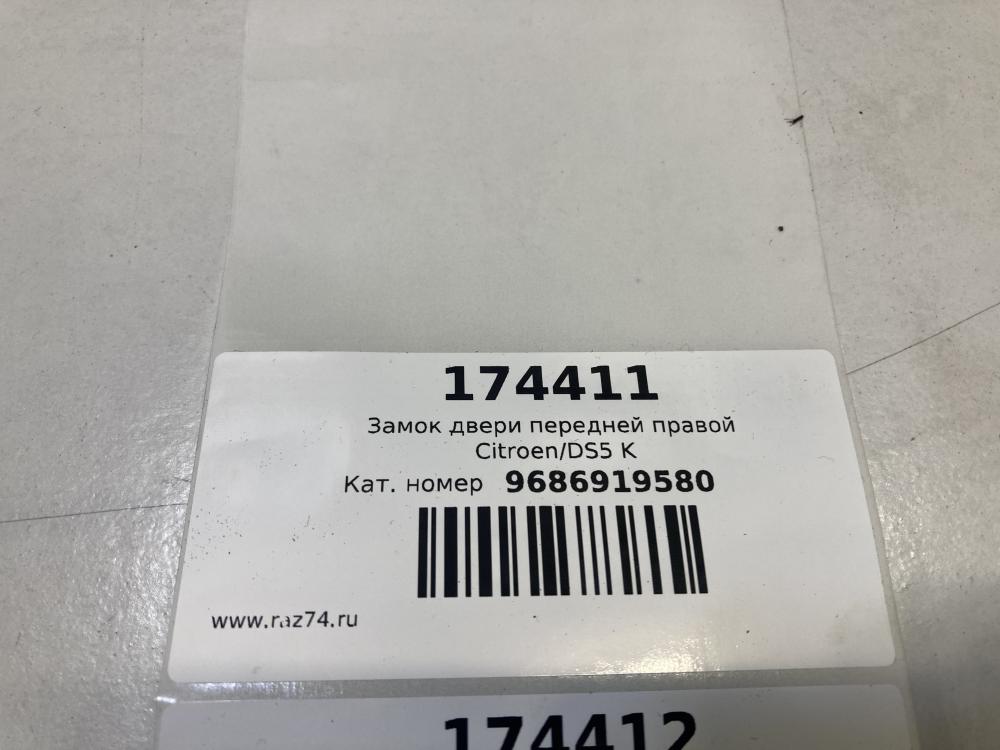 174411
Замок двери передней правой
Citroen/DS5 K
Кат. номер 9686919580
www.raz74.ru
174412